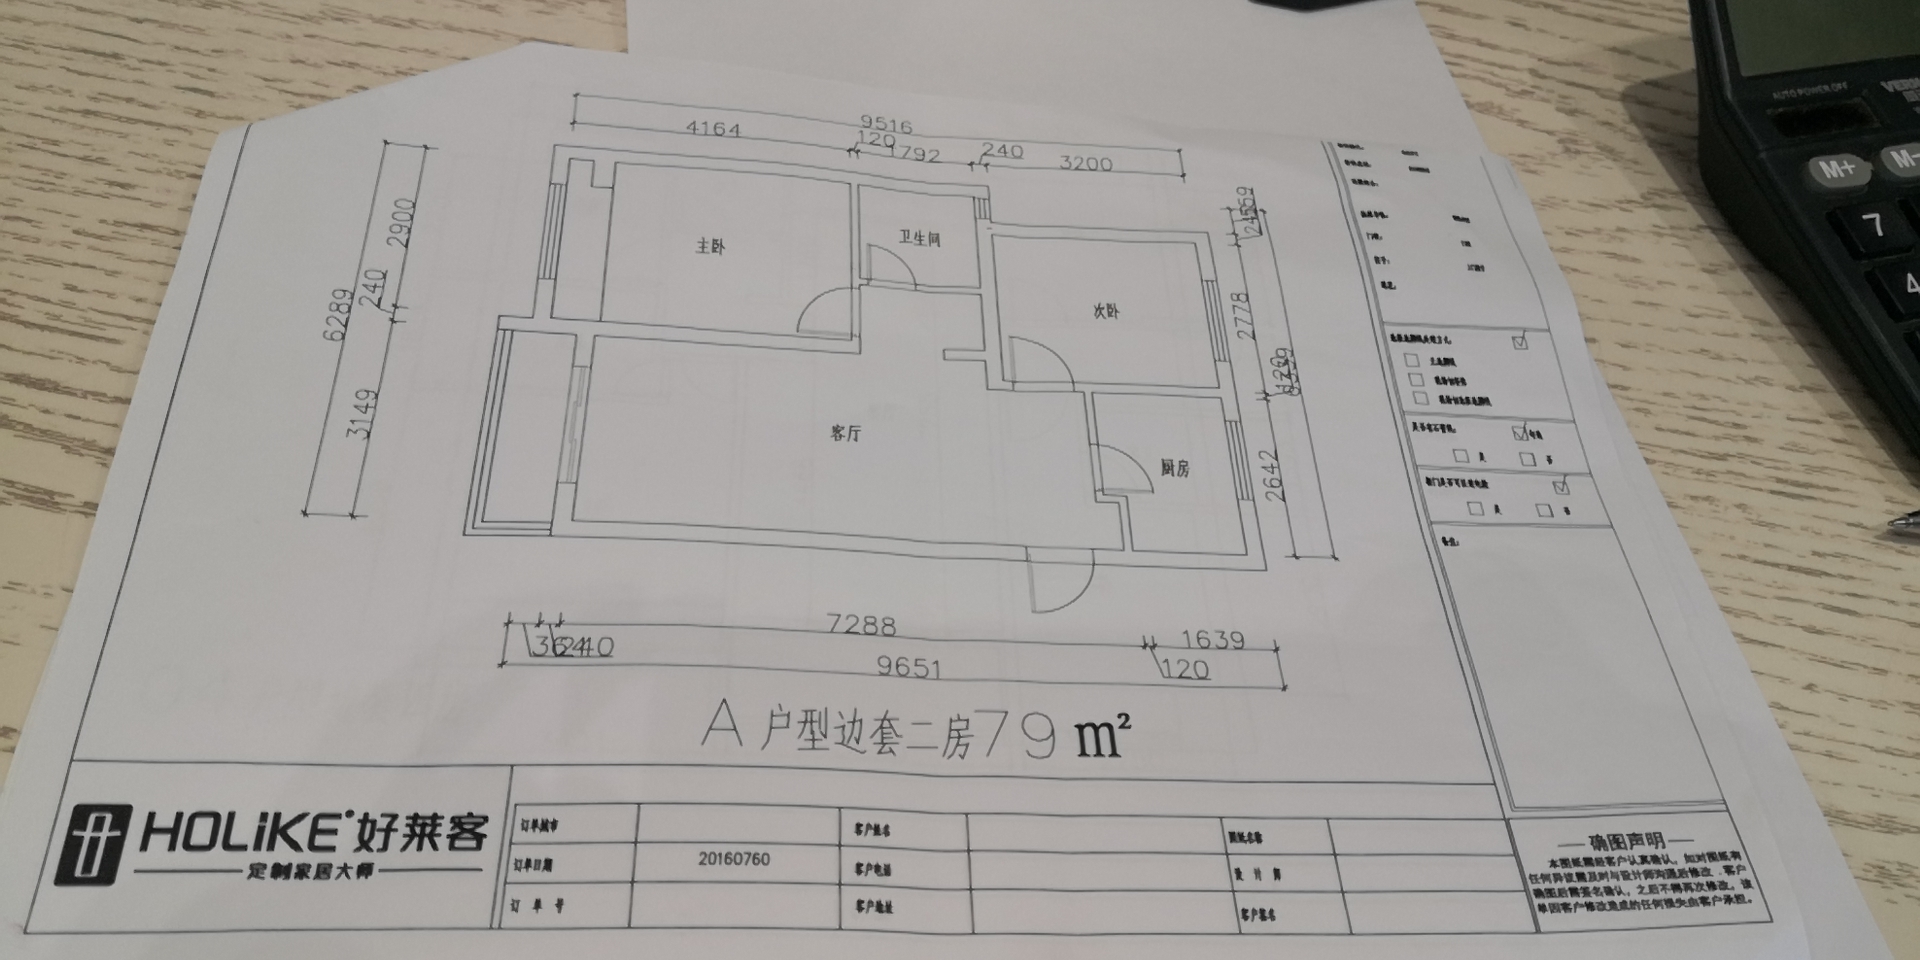 9516
4164
120
1792
240
3200
2900
240
6289
3149
主卧
卫生间
次卧
客厅
厨房
2778
2642
7288
1639
9651
120
A 户型边套二房79 m²
HOLiKE 好莱客
定制家居大师
订单城市
订单日期
20160760
订 单 号
客户姓名
客户电话
客户地址
图纸名称
设 计 师
客户签名
备注:
是
否
是
否
确图声明
本图纸需经客户认真确认,如对图纸有
任何异议需及时与设计师沟通后修改.客户
确图后需签名确认,之后不得再次修改。该
单因客户修改造成的任何损失由客户承担。
AUTO POWER OFF
M+
M-
7
4